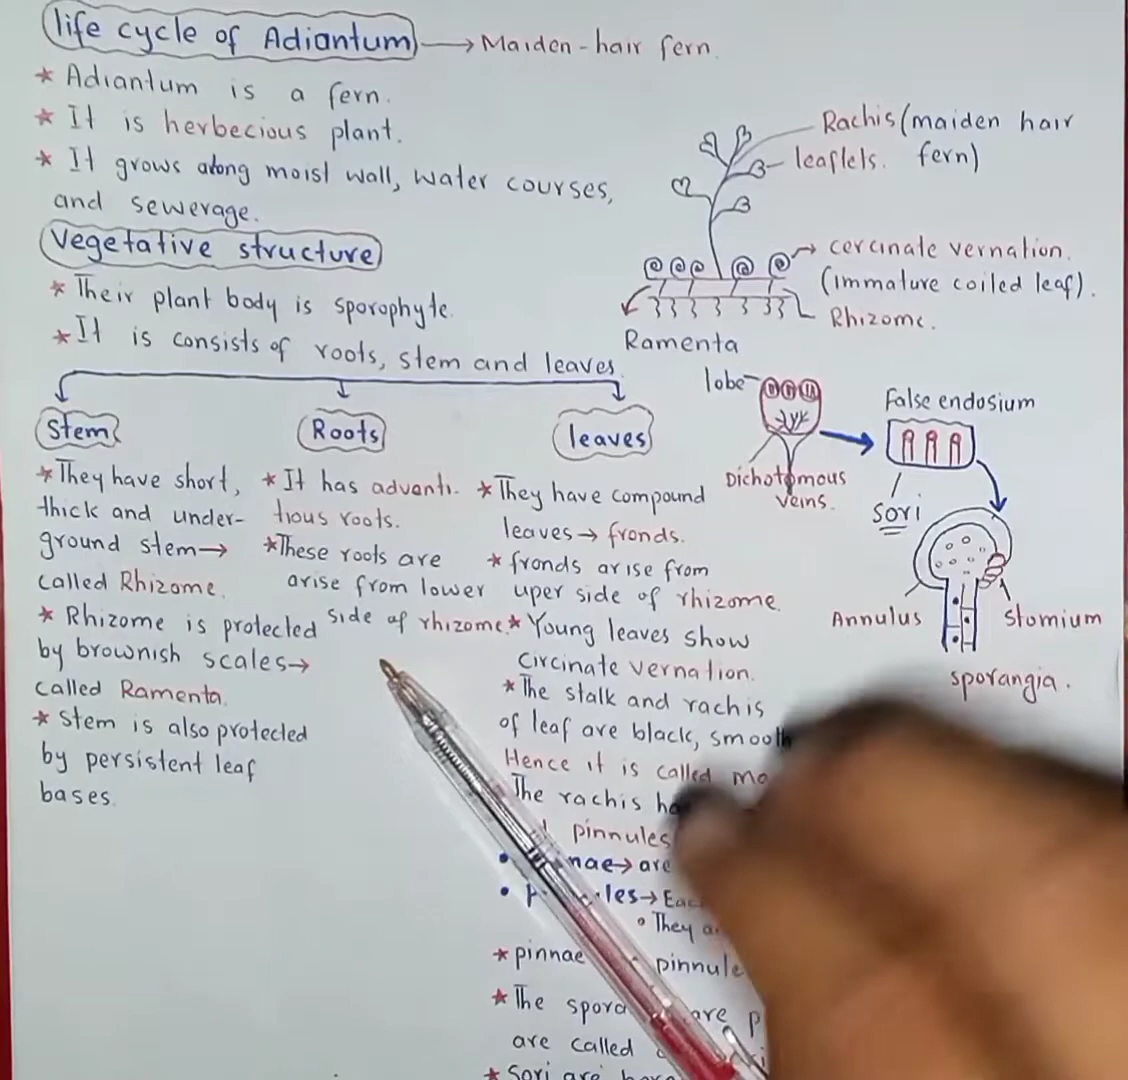 life cycle of Adiantum → Maiden-hair fern.
* Adiantum is a fern.
* It is herbecious plant.
* It grows along moist wall, water courses,
and sewerage.
Vegetative structure
* Their plant body is sporophyte.
* It is consists of roots, stem and leaves
Rachis (maiden hair
fern)
leaflets.
cercinate vernation.
(immature coiled leaf).
Rhizome.
Ramenta
lobe
Dichotomous
veins.
False endosium
sori
Annulus
stomium
sporangia.
Stem
* They have short,
thick and under-
ground stem →
called Rhizome.
* Rhizome is protected
by brownish scales →
called Ramenta.
* Stem is also protected
by persistent leaf
bases.
Roots
* It has advanti-
tious roots.
* These roots are
arise from lower
side of rhizome.
leaves
* They have compound
leaves → fronds.
* fronds arise from
uper side of rhizome.
* Young leaves show
Circinate vernation.
* The stalk and rachis
of leaf are black, smooth
Hence it is called
The rachis
pinnules
→ are
→
They
* pinnae pinnule
* The are
are called
* Sori are